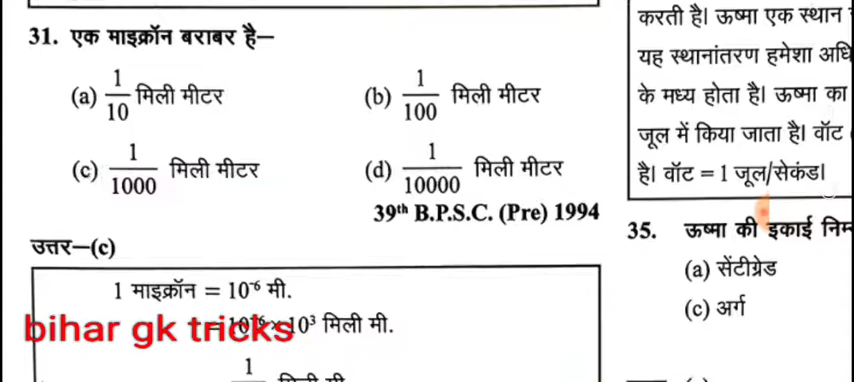 31. एक माइक्रॉन बराबर है—
(a) 1/10 मिली मीटर (b) 1/100 मिली मीटर
(c) 1/1000 मिली मीटर (d) 1/10000 मिली मीटर
39th B.P.S.C. (Pre) 1994
उत्तर—(c)
1 माइक्रॉन = 10⁻⁶ मी.
= 10⁻⁶ × 10³ मिली मी.
1
मिली मी
bihar gk tricks
करती है। ऊष्मा एक स्थान
यह स्थानांतरण हमेशा
के मध्य होता है। ऊष्मा का
जूल में किया जाता है। वॉट
है। वॉट = 1 जूल/सेकंड।
35. ऊष्मा की इकाई
(a) सेंटीग्रेड
(c) अर्ग